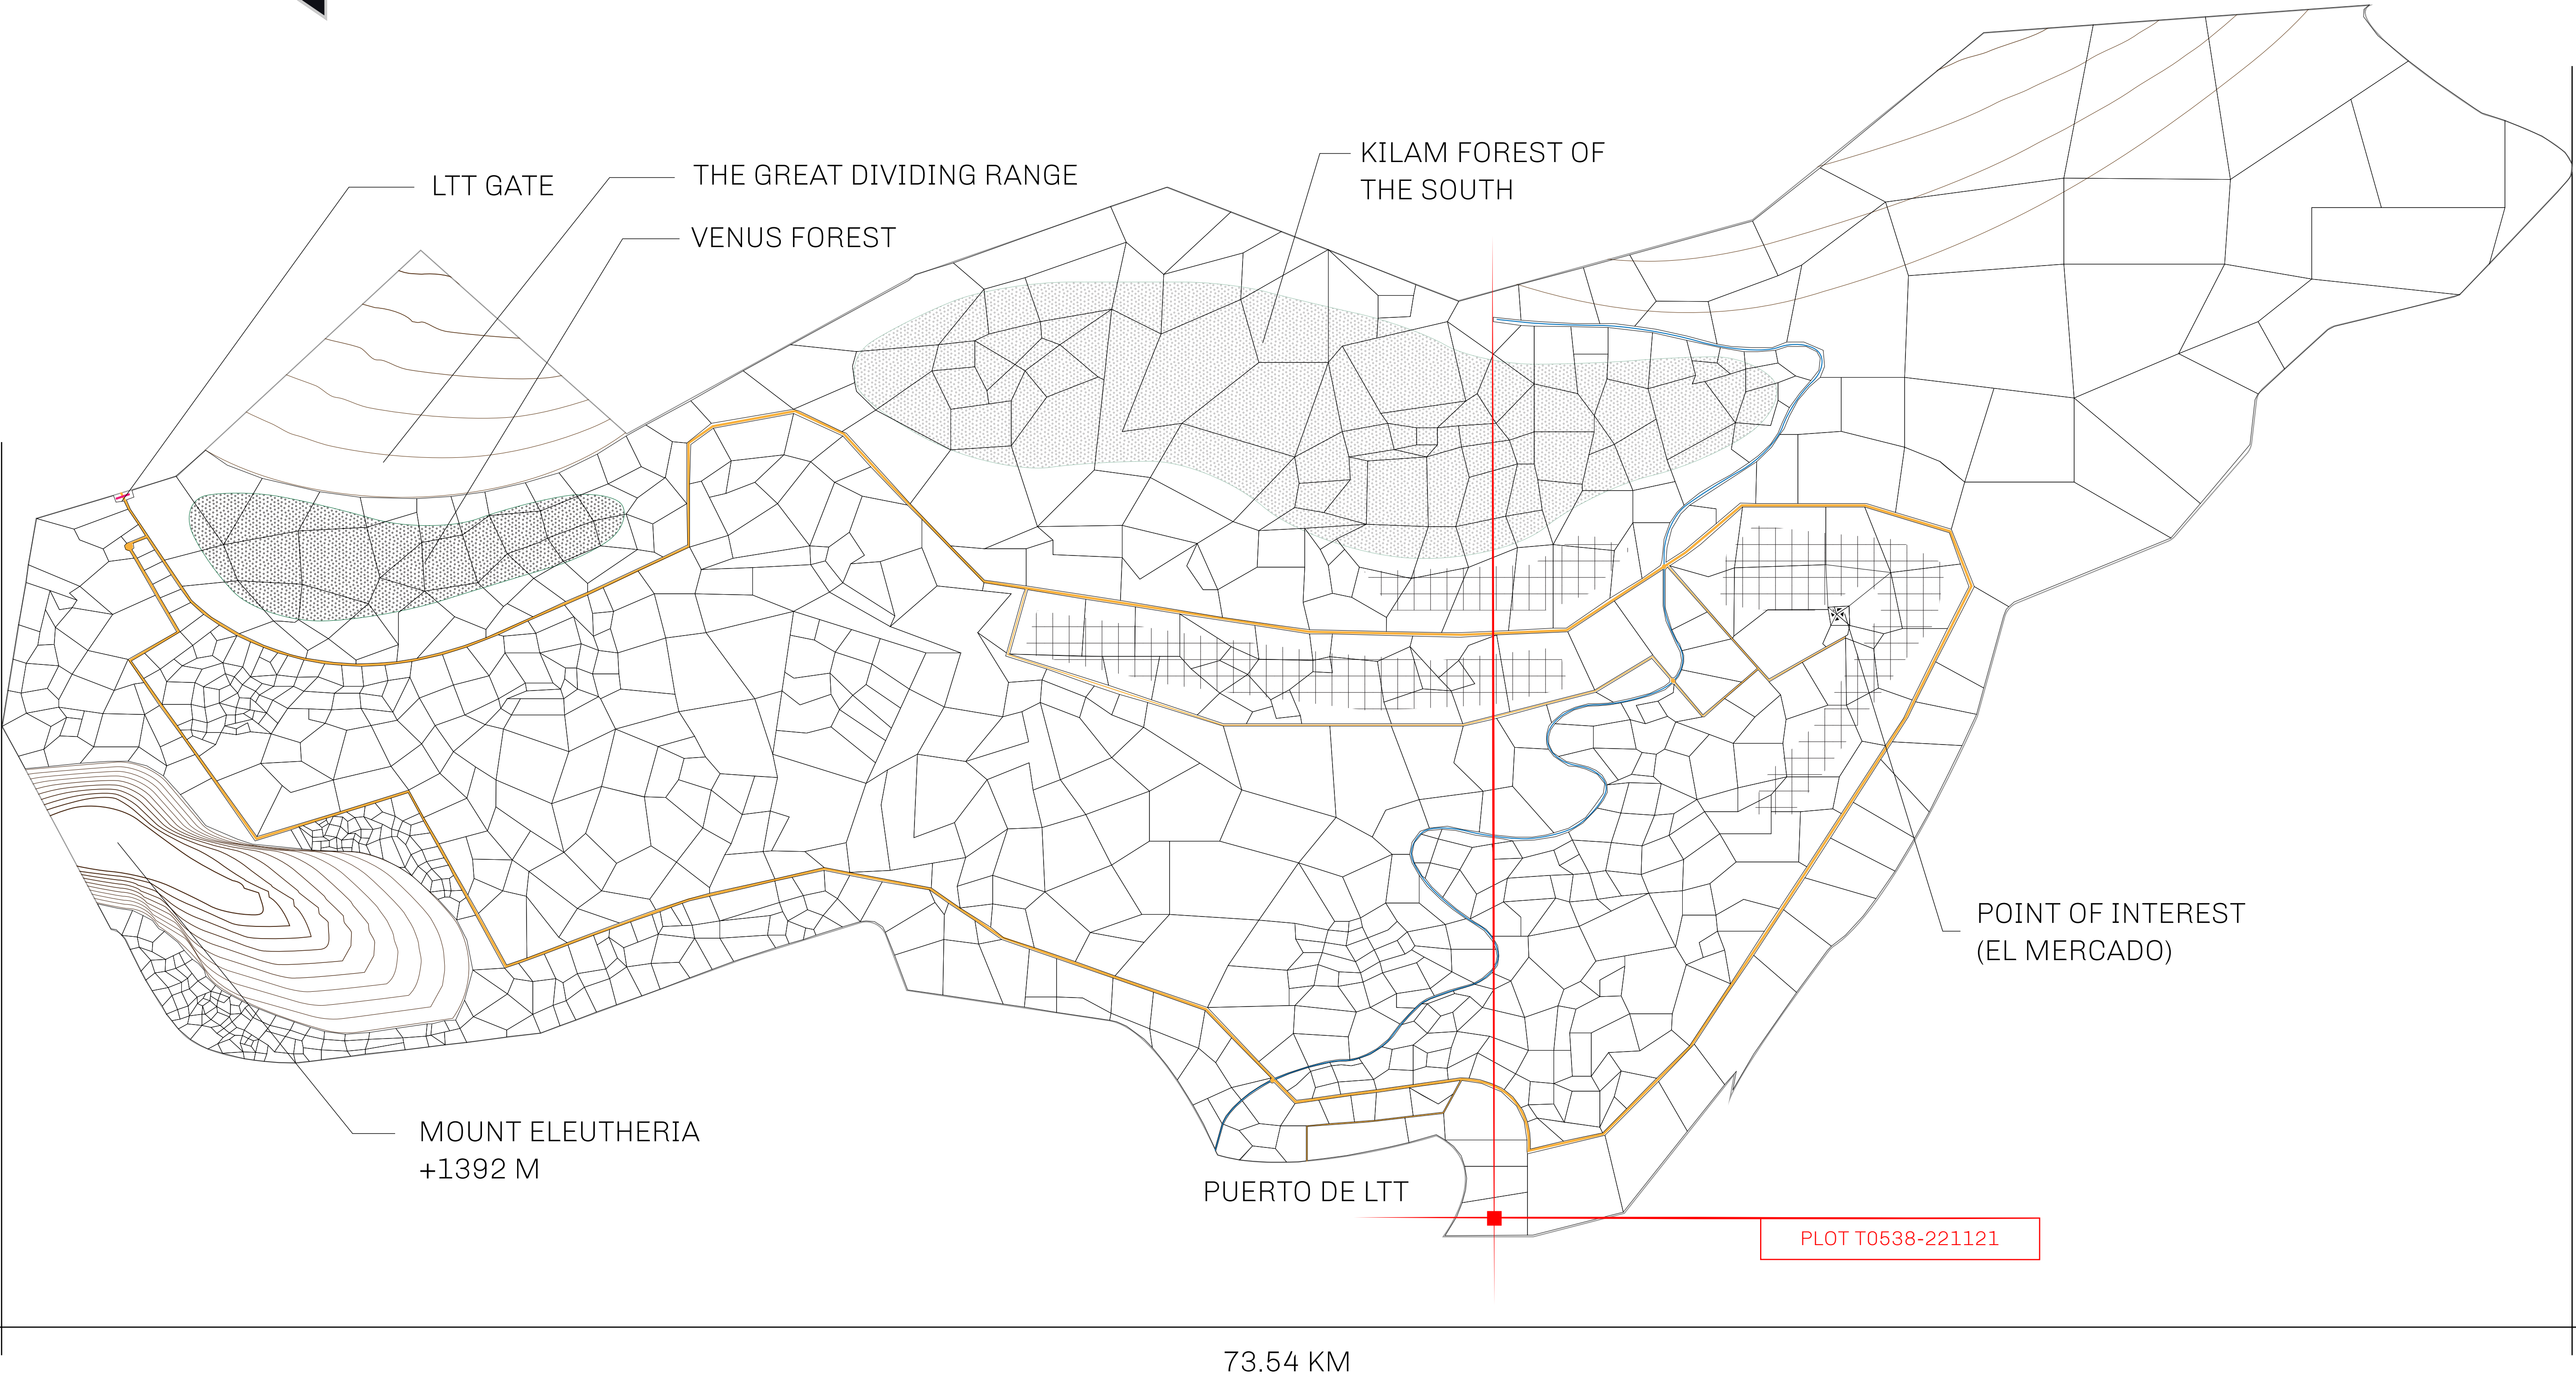 KILAM FOREST OF
THE SOUTH
LTT GATE
THE GREAT DIVIDING RANGE
VENUS FOREST
POINT OF INTEREST
(EL MERCADO)
MOUNT ELEUTHERIA
+1392 M
PUERTO DE LTT
PLOT T0538-221121
73.54 KM